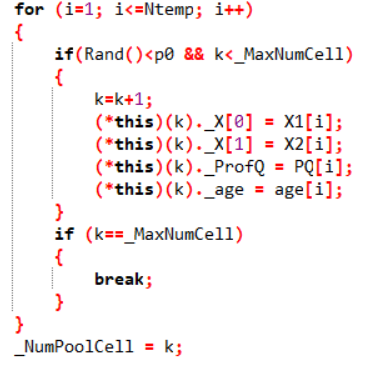 for (i=1; i<=Ntemp; i++)
{
if(Rand()<p0 && k<_MaxNumCell)
{
k=k+1;
(*this)(k)._X[0] = X1[i];
(*this)(k)._X[1] = X2[i];
(*this)(k)._ProfQ = PQ[i];
(*this)(k)._age = age[i];
}
if (k==_MaxNumCell)
{
break;
}
}
_NumPoolCell = k;